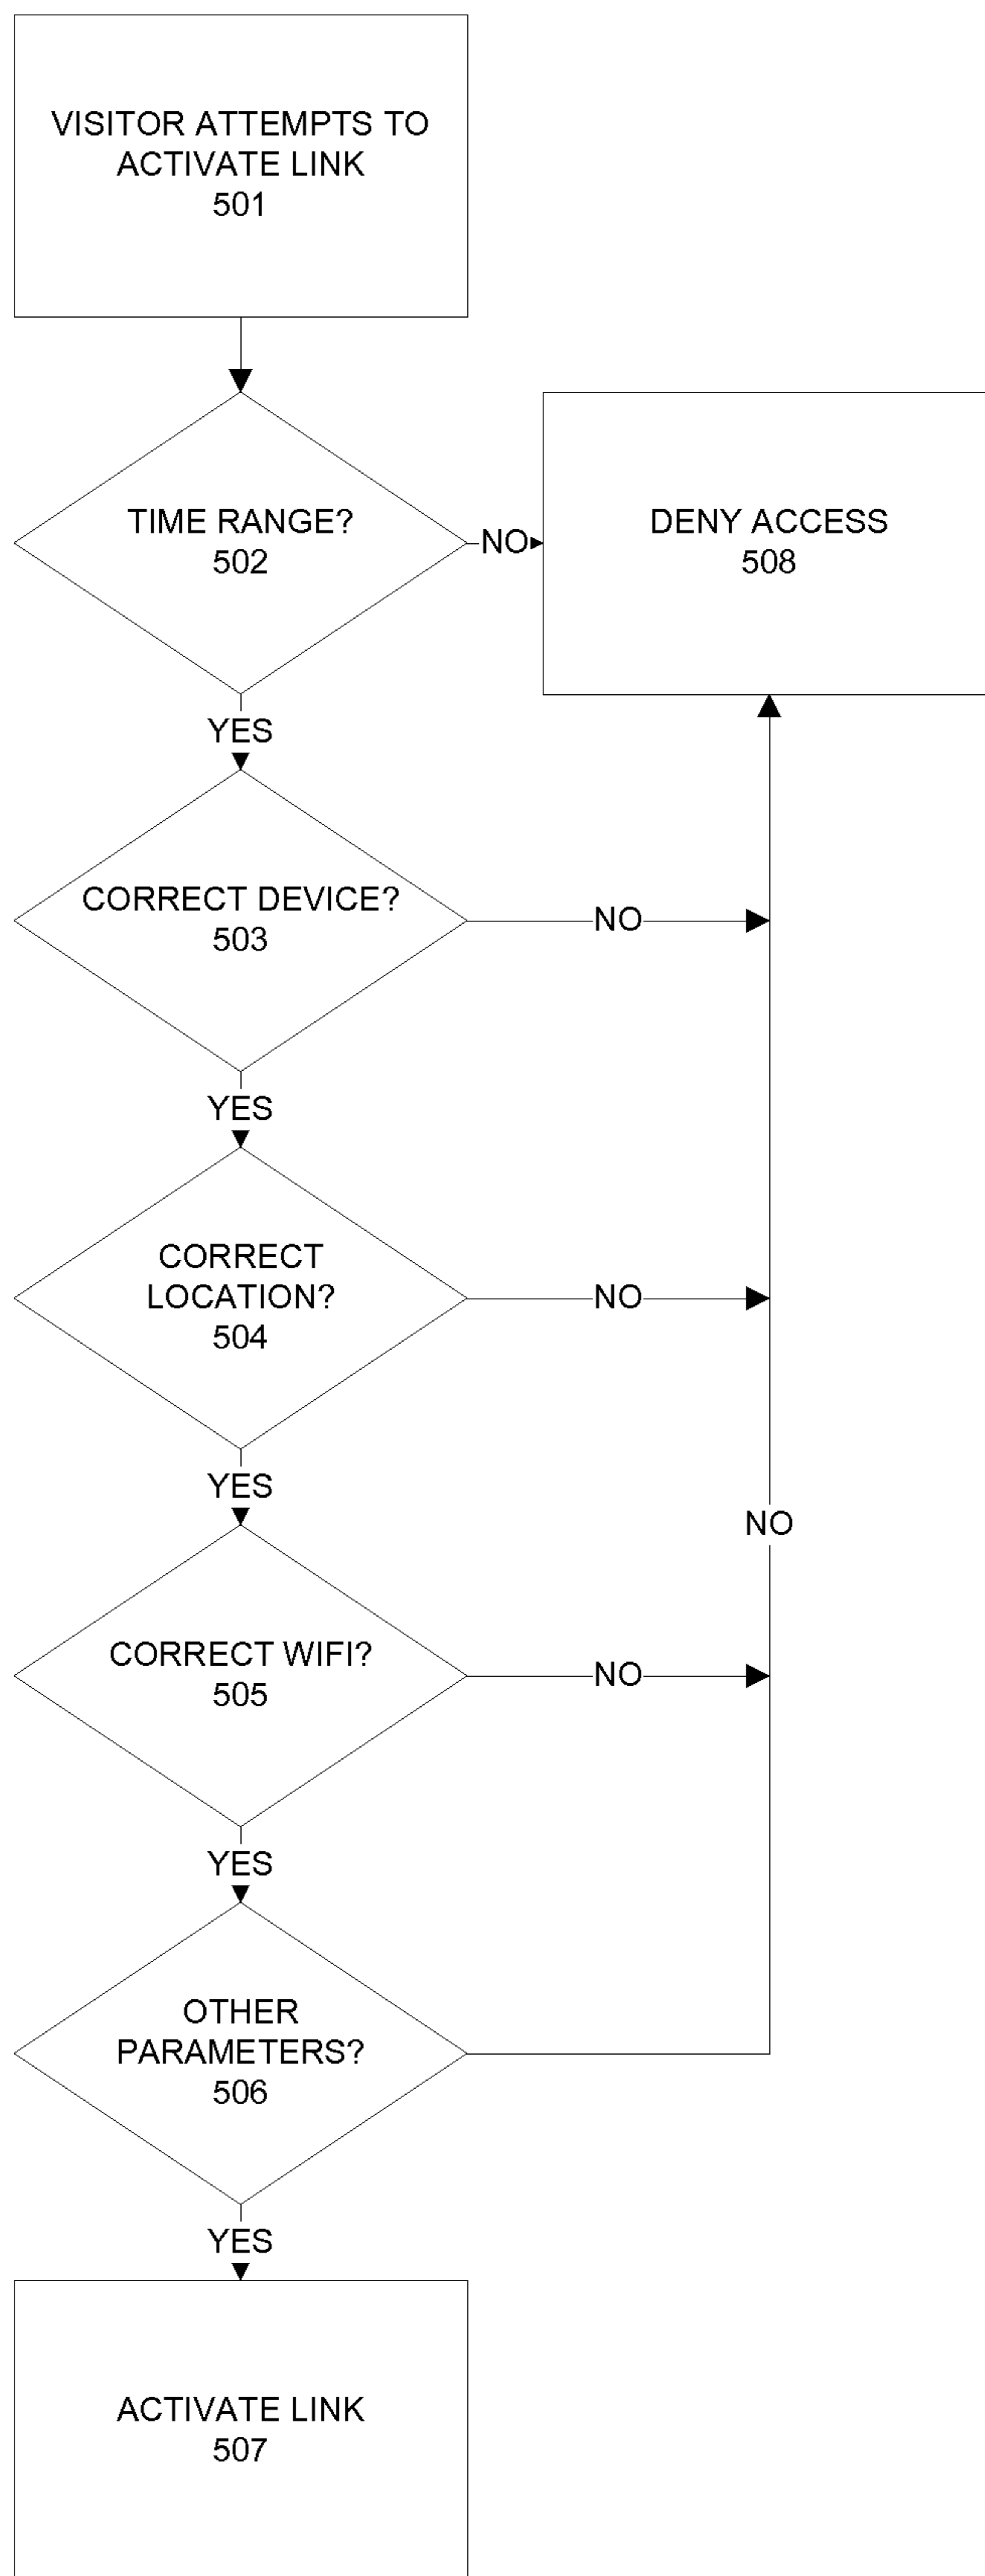 VISITOR ATTEMPTS TO
ACTIVATE LINK
501
TIME RANGE?
502
NO
DENY ACCESS
508
YES
CORRECT DEVICE?
503
NO
YES
CORRECT
LOCATION?
504
NO
YES
NO
CORRECT WIFI?
505
NO
YES
OTHER
PARAMETERS?
506
YES
ACTIVATE LINK
507